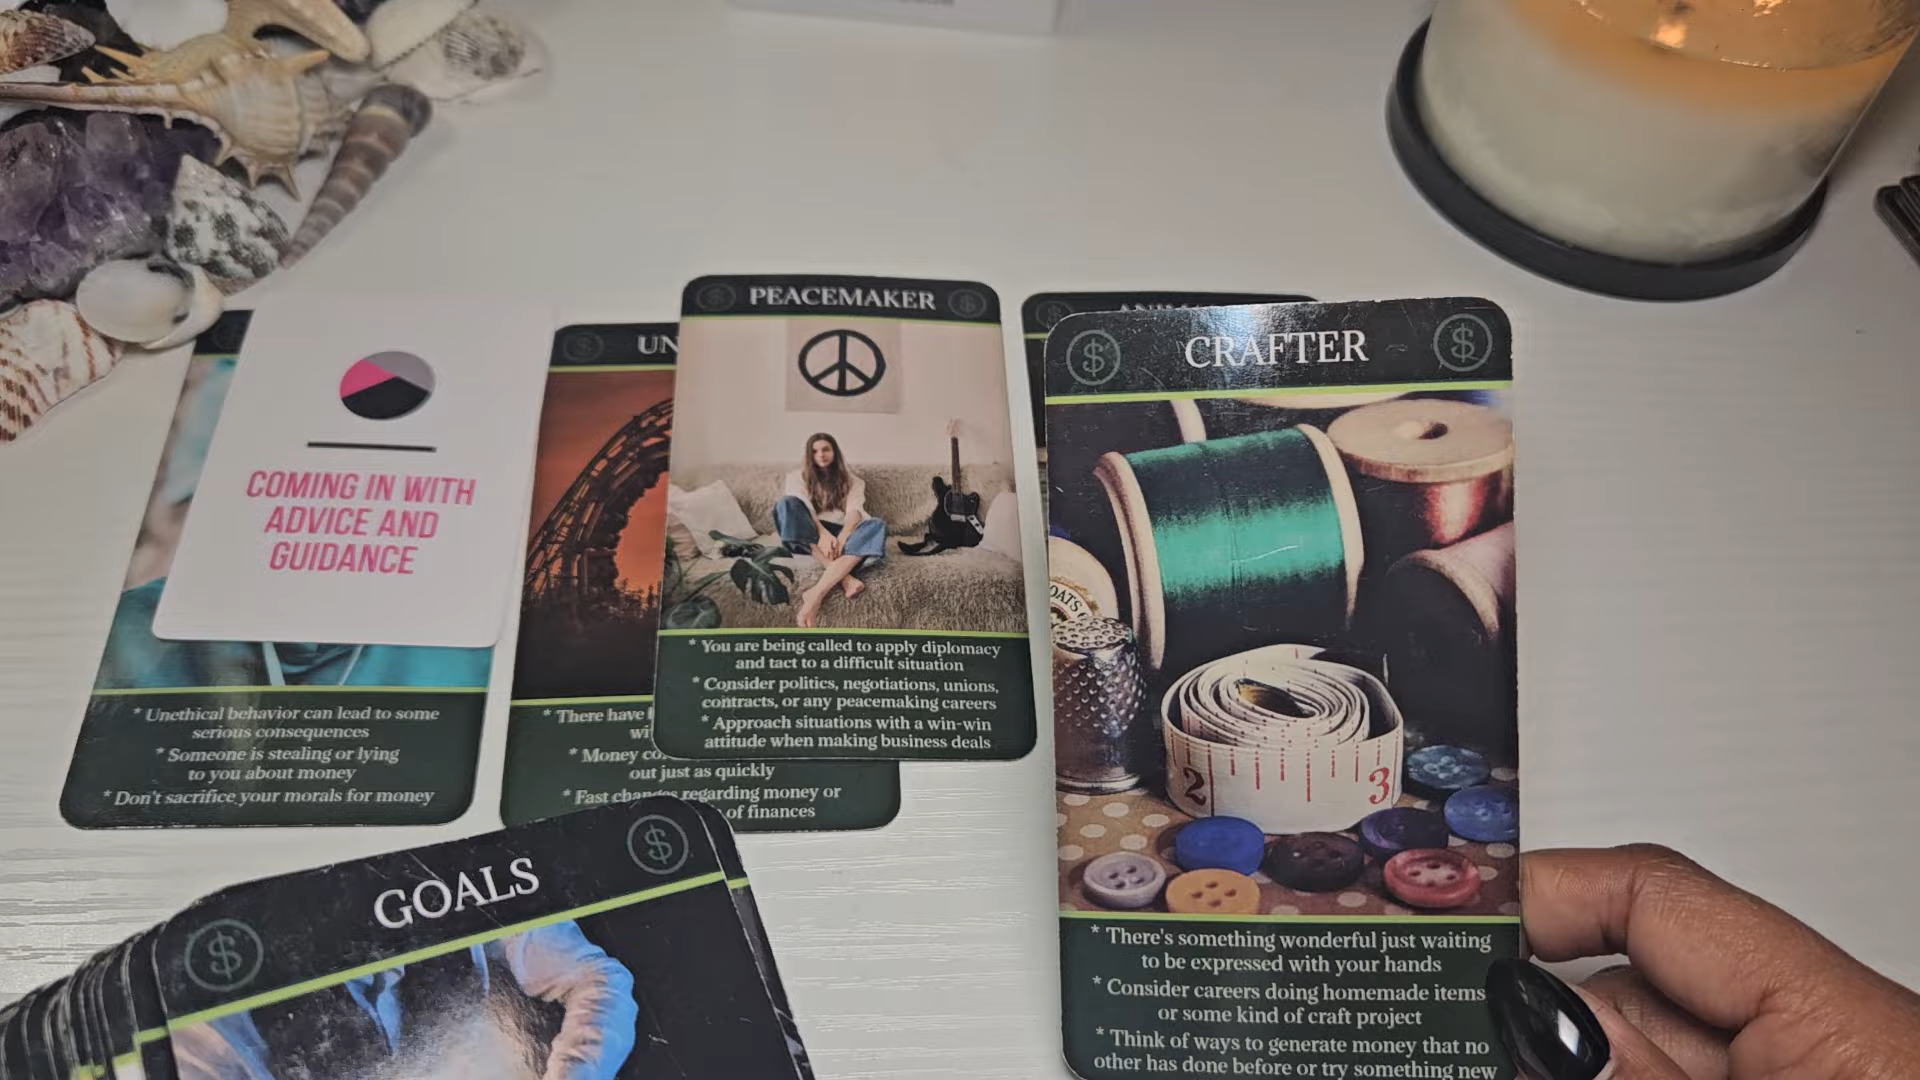 COMING IN WITH
ADVICE AND
GUIDANCE
* Unethical behavior can lead to some
serious consequences
* Someone is stealing or lying
to you about money
* Don't sacrifice your morals for money
UN
* There have
* Money
out just as quickly
* Fast changes regarding money or
of finances
PEACEMAKER
* You are being called to apply diplomacy
and tact to a difficult situation
* Consider politics, negotiations, unions,
contracts, or any peacemaking careers
* Approach situations with a win-win
attitude when making business deals
$ CRAFTER $
2 3
* There's something wonderful just waiting
to be expressed with your hands
* Consider careers doing homemade items
or some kind of craft project
* Think of ways to generate money that no
other has done before or try something new
$ GOALS $